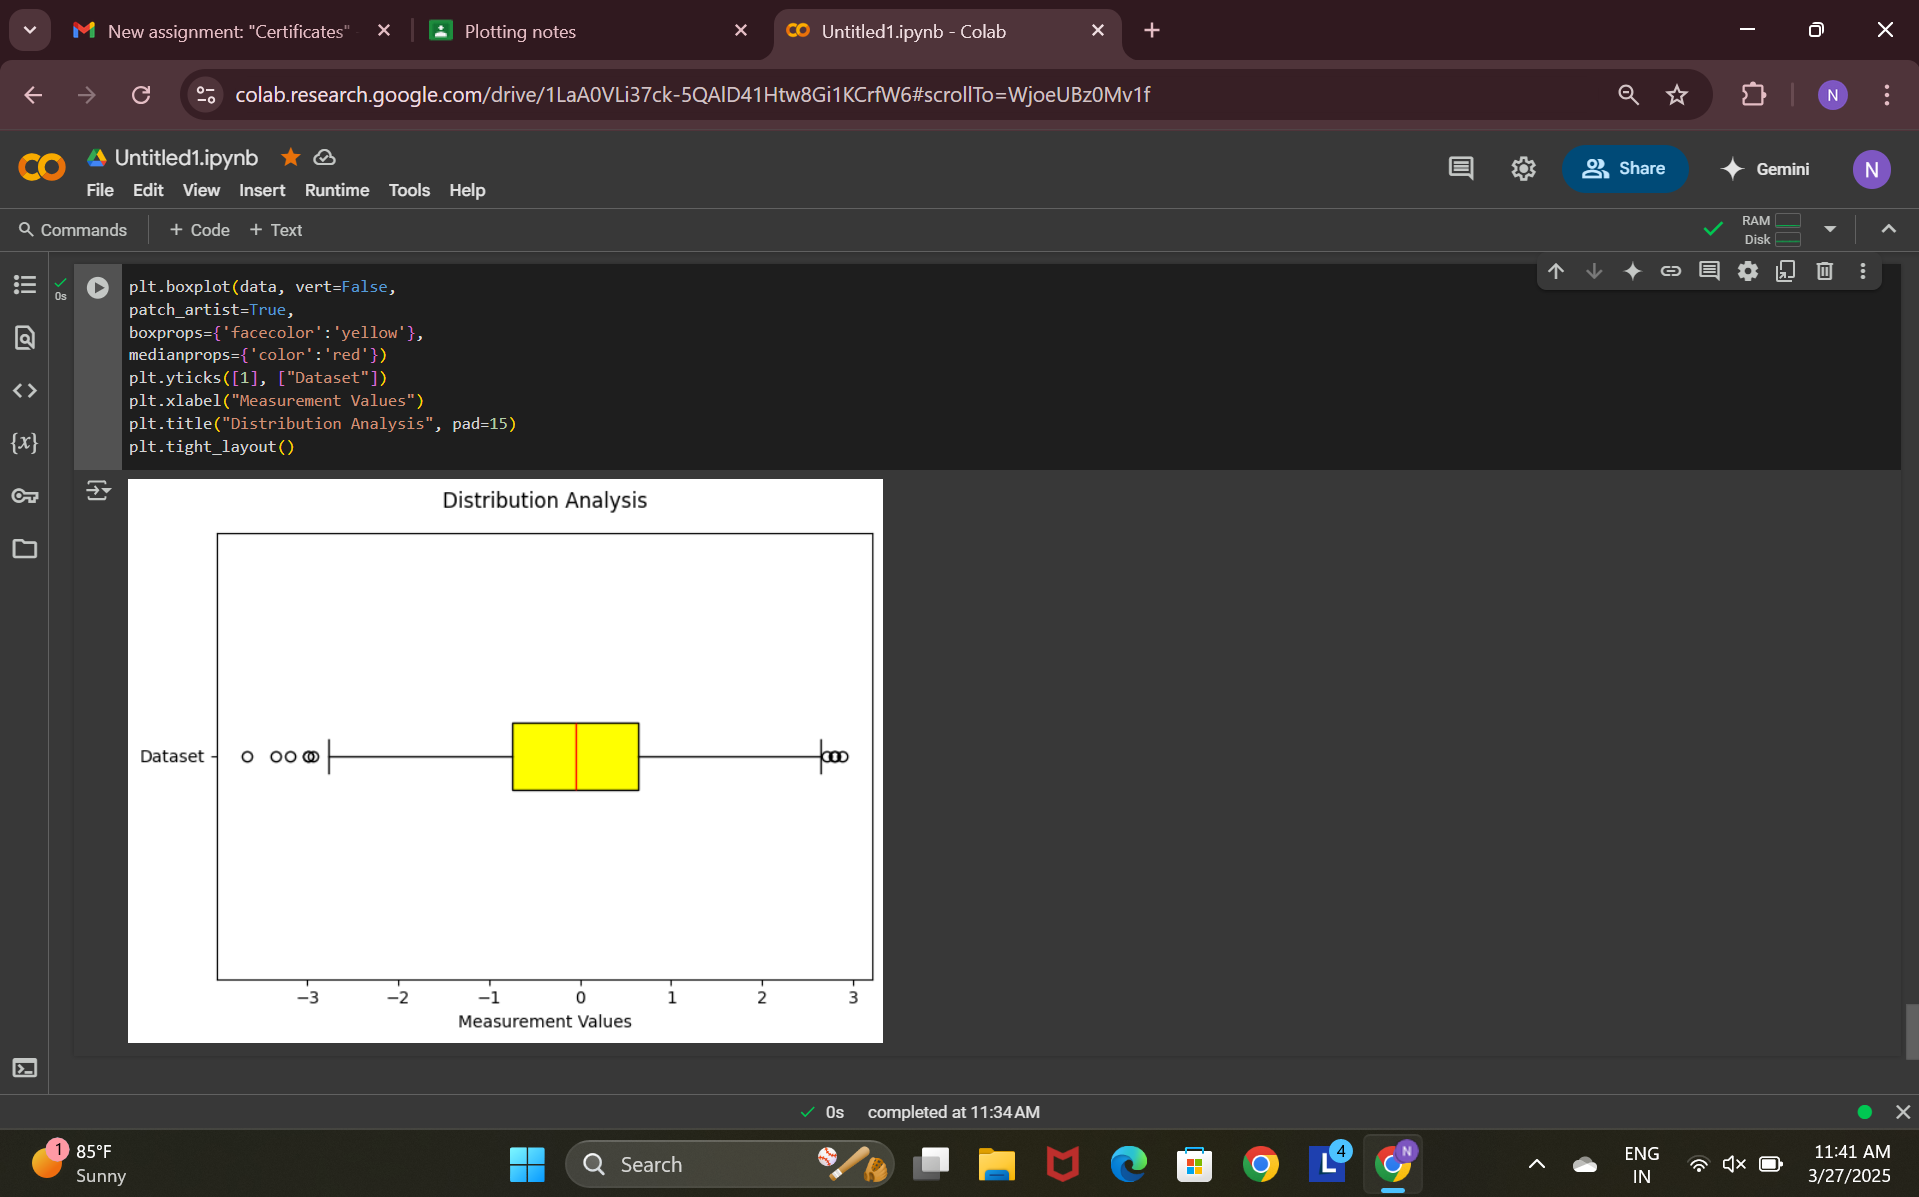 New assignment: "Certificates"
Plotting notes
Untitled1.ipynb - Colab
colab.research.google.com/drive/1LaA0VLi37ck-5QAlD41Htw8Gi1KCrfW6#scrollTo=WjoeUBz0Mv1f
N
Untitled1.ipynb
File Edit View Insert Runtime Tools Help
Share
Gemini
N
Commands + Code + Text
RAM
Disk
0s
plt.boxplot(data, vert=False,
patch_artist=True,
boxprops={'facecolor':'yellow'},
medianprops={'color':'red'})
plt.yticks([1], ["Dataset"])
plt.xlabel("Measurement Values")
plt.title("Distribution Analysis", pad=15)
plt.tight_layout()
{x}
Distribution Analysis
Dataset
−3 −2 −1 0 1 2 3
Measurement Values
0s completed at 11:34 AM
1
85°F
Sunny
Search
L
4
N
ENG
IN
11:41 AM
3/27/2025